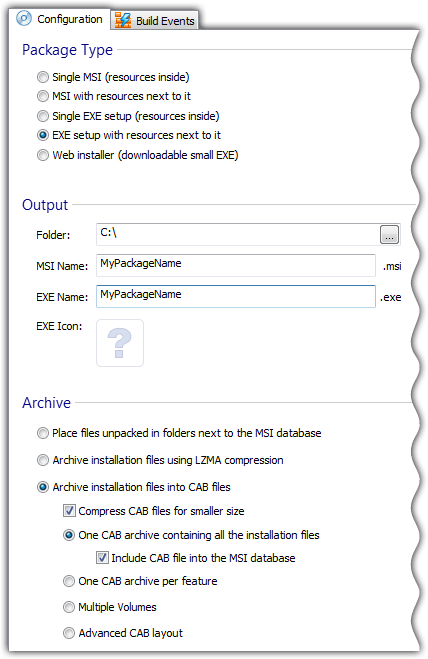 Configuration
Build Events
Package Type
Single MSI (resources inside)
MSI with resources next to it
Single EXE setup (resources inside)
EXE setup with resources next to it
Web installer (downloadable small EXE)
Output
Folder: C:\ ...
MSI Name: MyPackageName .msi
EXE Name: MyPackageName .exe
EXE Icon: ?
Archive
Place files unpacked in folders next to the MSI database
Archive installation files using LZMA compression
Archive installation files into CAB files
Compress CAB files for smaller size
One CAB archive containing all the installation files
Include CAB file into the MSI database
One CAB archive per feature
Multiple Volumes
Advanced CAB layout